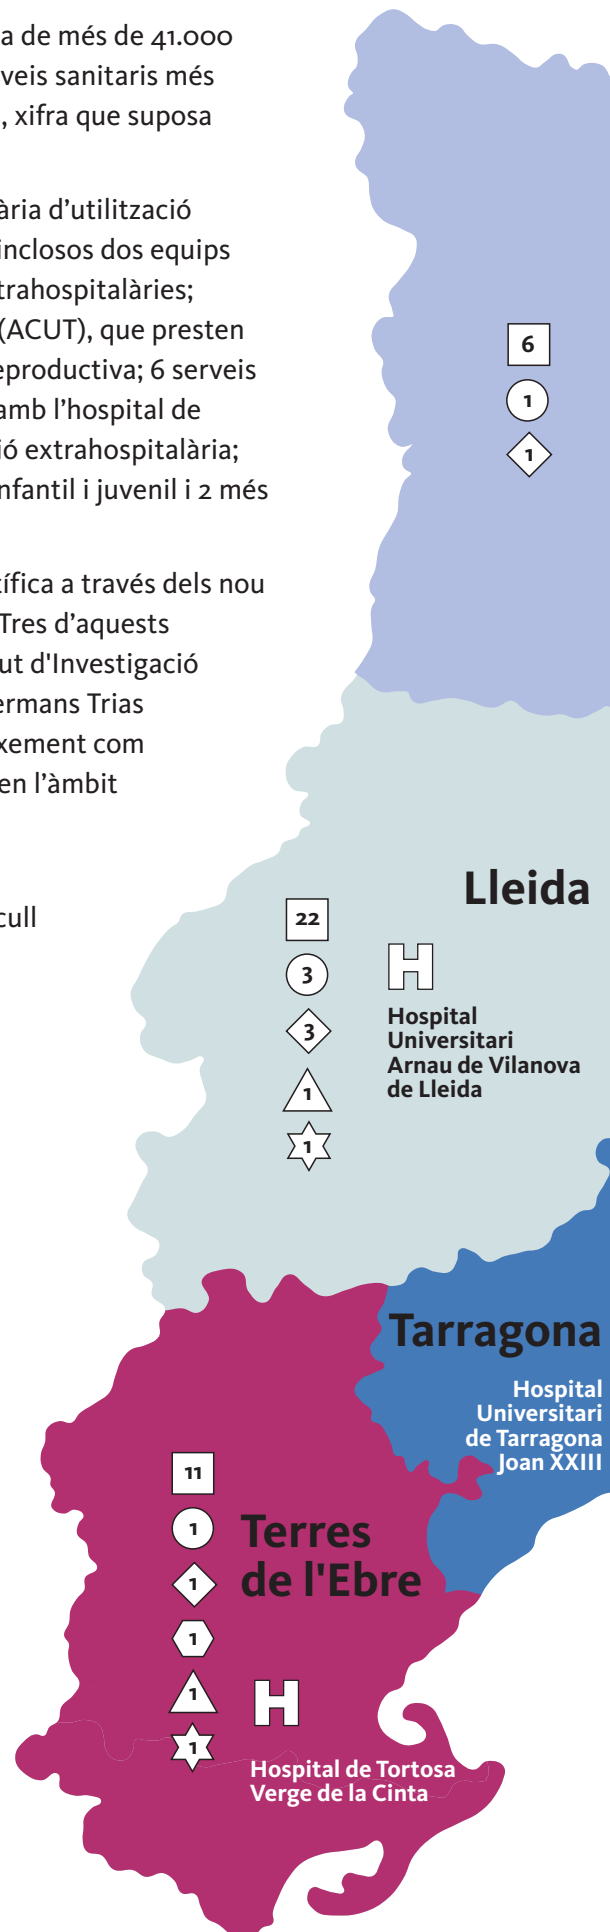 a de més de 41.000
veis sanitaris més
, xifra que suposa
ària d’utilització
inclosos dos equips
trahospitalàries;
(ACUT), que presten
eproductiva; 6 serveis
amb l’hospital de
ió extrahospitalària;
nfantil i juvenil i 2 més
tífica a través dels nou
Tres d’aquests
ut d'Investigació
ermans Trias
xement com
en l’àmbit
cull
6
1
1
Lleida
22
3
3
1
1
H
Hospital
Universitari
Arnau de Vilanova
de Lleida
Tarragona
Hospital
Universitari
de Tarragona
Joan XXIII
Terres
de l'Ebre
11
1
1
1
1
1
H
Hospital de Tortosa
Verge de la Cinta